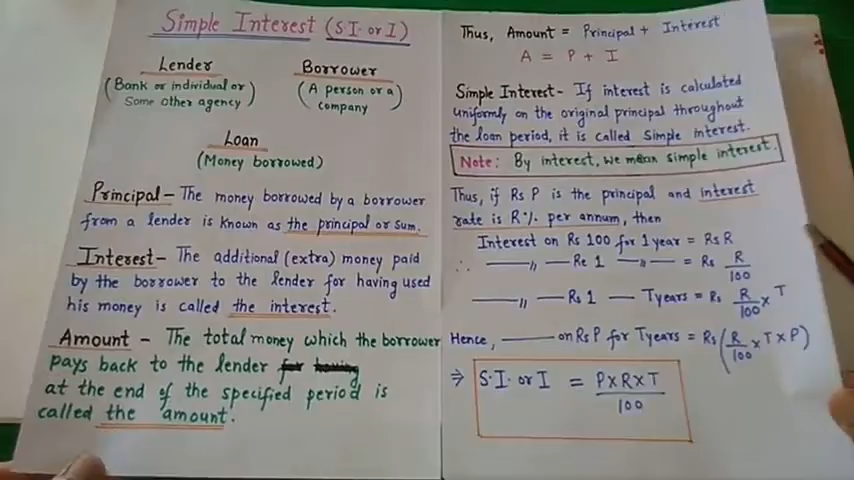 Simple Interest (S.I. or I)
Lender
(Bank or individual or
Some other agency)
Borrower
(A person or a
company)
Loan
(Money borrowed)
Principal - The money borrowed by a borrower
from a lender is known as the principal or sum.
Interest - The additional (extra) money paid
by the borrower to the lender for having used
his money is called the interest.
Amount - The total money which the borrower
pays back to the lender for having
at the end of the specified period is
called the amount.
Thus, Amount = Principal + Interest
A = P + I
Simple Interest - If interest is calculated
uniformly on the original principal throughout
the loan period, it is called Simple interest.
Note: By interest, we mean simple interest.
Thus, if Rs P is the principal and interest
rate is R% per annum, then
Interest on Rs 100 for 1 year = Rs R
∴ —〃— Re 1 —〃— = Rs R/100
—〃— Rs 1 — T years = Rs R/100 × T
Hence, — on Rs P for T years = Rs (R/100 × T × P)
⇒ S.I. or I = P×R×T/100